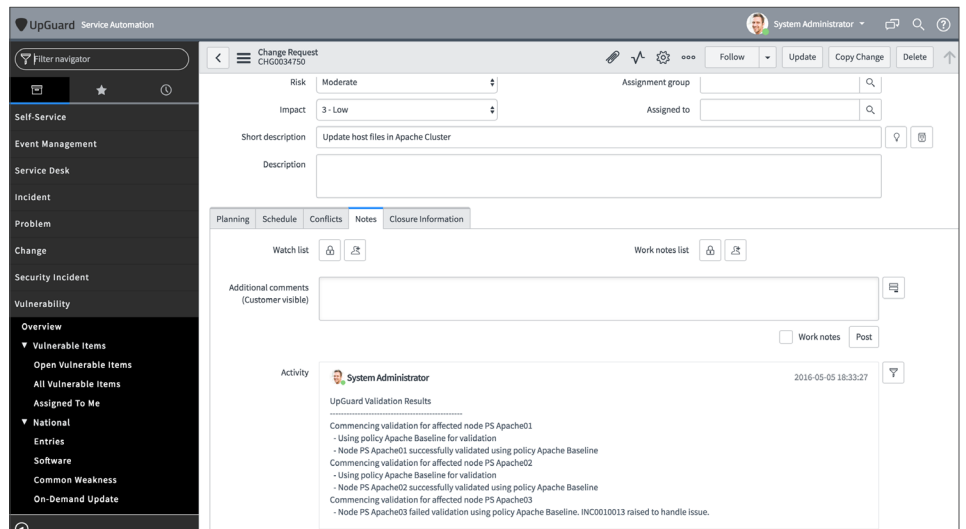 UpGuard Service Automation
System Administrator
Filter navigator
Self-Service
Event Management
Service Desk
Incident
Problem
Change
Security Incident
Vulnerability
Overview
Vulnerable Items
Open Vulnerable Items
All Vulnerable Items
Assigned To Me
National
Entries
Software
Common Weakness
On-Demand Update
Change Request
CHG0034750
Follow
Update
Copy Change
Delete
Risk Moderate
Assignment group
Impact 3 - Low
Assigned to
Short description Update host files in Apache Cluster
Description
Planning Schedule Conflicts Notes Closure Information
Watch list
Work notes list
Additional comments
(Customer visible)
Work notes Post
Activity
System Administrator 2016-05-05 18:33:27
UpGuard Validation Results
------------------------------------------------
Commencing validation for affected node PS Apache01
- Using policy Apache Baseline for validation
- Node PS Apache01 successfully validated using policy Apache Baseline
Commencing validation for affected node PS Apache02
- Using policy Apache Baseline for validation
- Node PS Apache02 successfully validated using policy Apache Baseline
Commencing validation for affected node PS Apache03
- Node PS Apache03 failed validation using policy Apache Baseline. INC0010013 raised to handle issue.